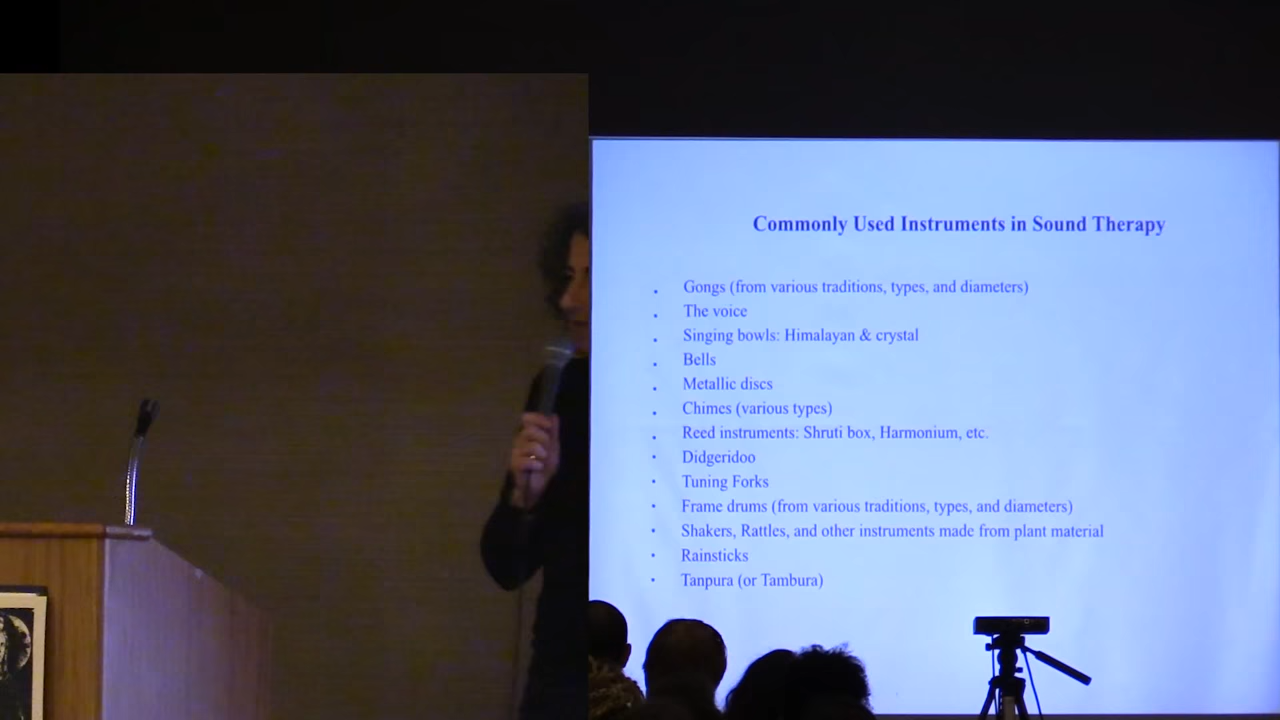 Commonly Used Instruments in Sound Therapy
. Gongs (from various traditions, types, and diameters)
. The voice
. Singing bowls: Himalayan & crystal
. Bells
. Metallic discs
. Chimes (various types)
. Reed instruments: Shruti box, Harmonium, etc.
· Didgeridoo
· Tuning Forks
· Frame drums (from various traditions, types, and diameters)
· Shakers, Rattles, and other instruments made from plant material
· Rainsticks
· Tanpura (or Tambura)